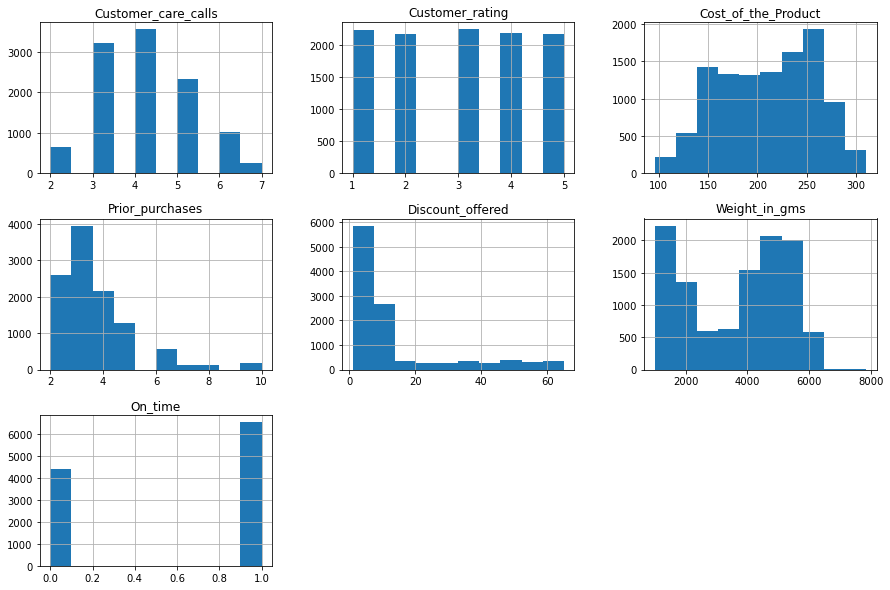 Customer_care_calls
3000
2000
1000
0
2 3 4 5 6 7
Customer_rating
2000
1500
1000
500
0
1 2 3 4 5
Cost_of_the_Product
2000
1500
1000
500
0
100 150 200 250 300
Prior_purchases
4000
3000
2000
1000
0
2 4 6 8 10
Discount_offered
6000
5000
4000
3000
2000
1000
0
0 20 40 60
Weight_in_gms
2000
1500
1000
500
0
2000 4000 6000 8000
On_time
6000
5000
4000
3000
2000
1000
0
0.0 0.2 0.4 0.6 0.8 1.0